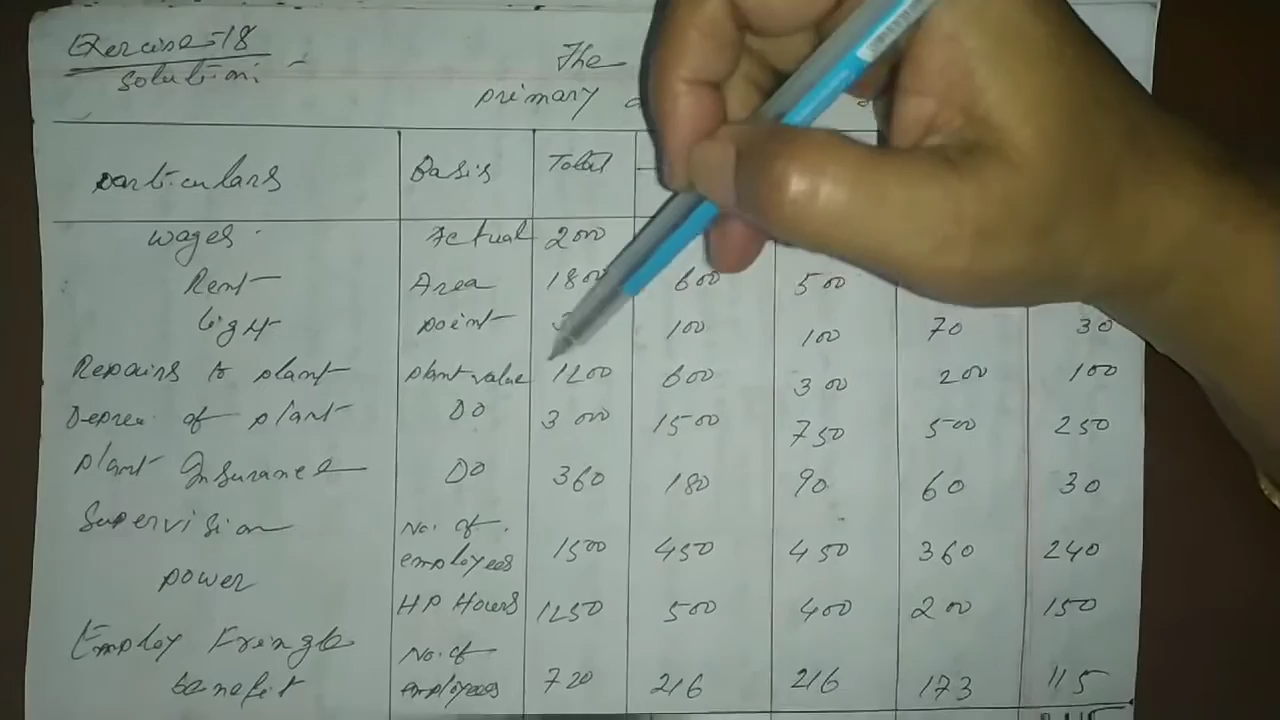 Exercise-18
Solution:-
The
primary
Particulars Basis Total
wages. Actual 2000
Rent Area 1800 600 500
light point 100 100 70 30
Repairs to plant plant value 1200 600 300 200 100
Depre. of plant Do 3000 1500 750 500 250
plant Insurance Do 360 180 90 60 30
Supervision No. of employees 1500 450 450 360 240
power HP Hours 1250 500 400 200 150
Employ Fringle benefit No. of employees 720 216 216 173 115